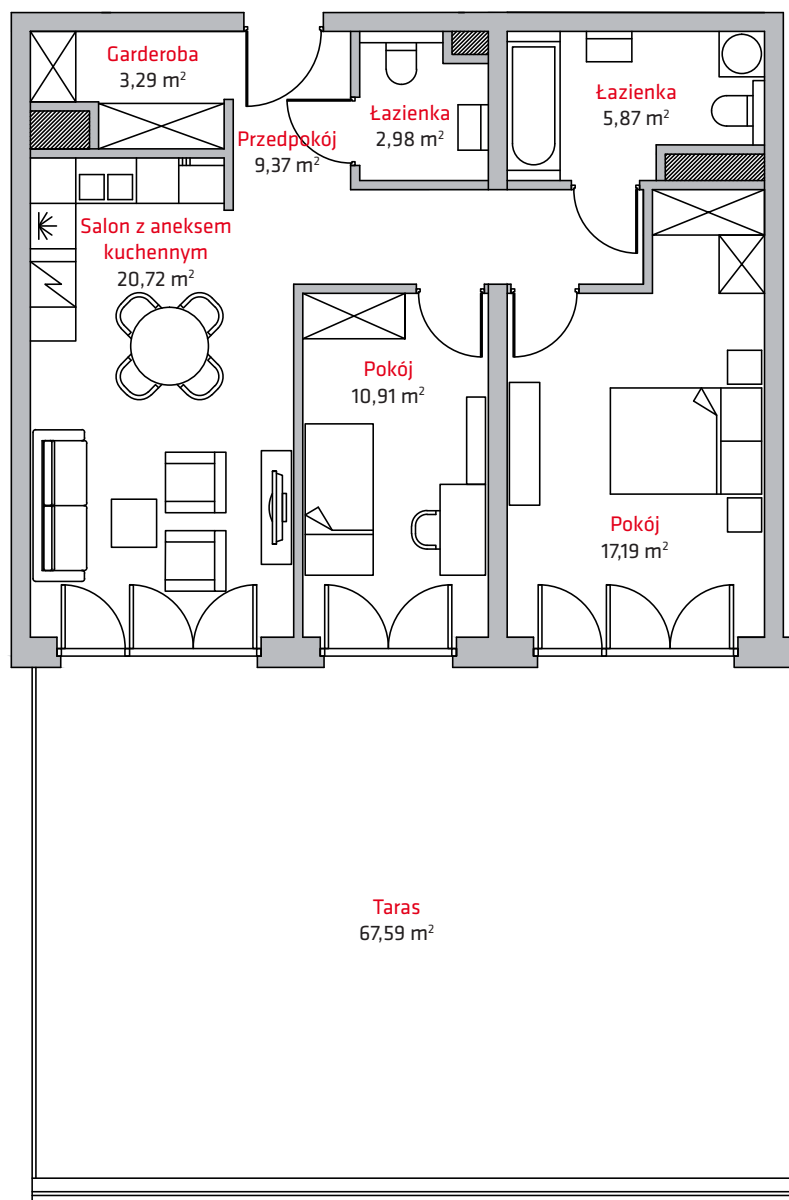 Garderoba
3,29 m²
Przedpokój
9,37 m²
Łazienka
2,98 m²
Łazienka
5,87 m²
Salon z aneksem
kuchennym
20,72 m²
Pokój
10,91 m²
Pokój
17,19 m²
Taras
67,59 m²